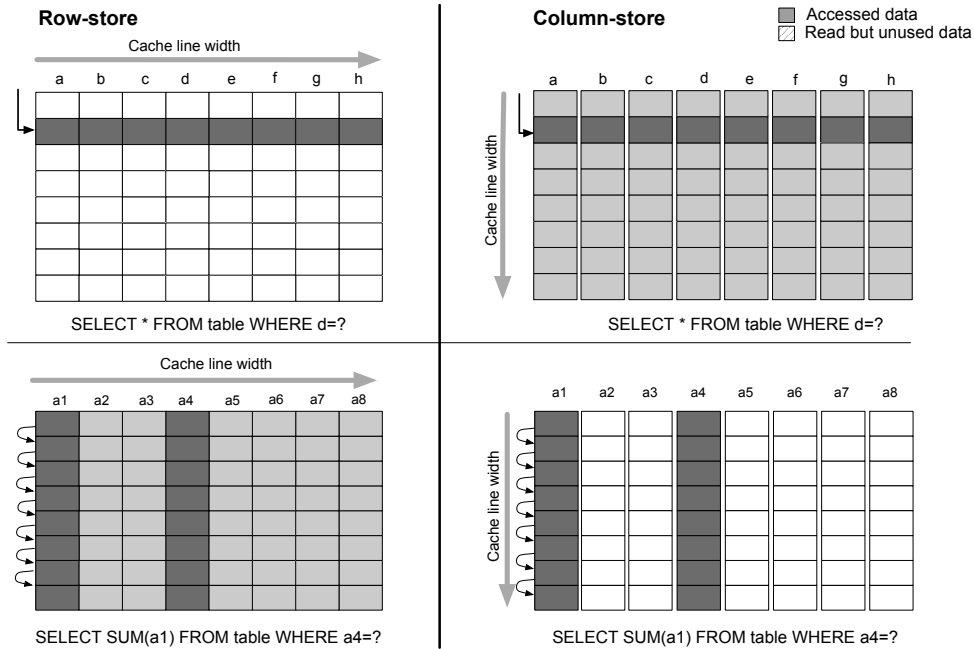 Row-store
Column-store
Accessed data
Read but unused data
Cache line width
a b c d e f g h
SELECT * FROM table WHERE d=?
a b c d e f g h
Cache line width
SELECT * FROM table WHERE d=?
Cache line width
a1 a2 a3 a4 a5 a6 a7 a8
SELECT SUM(a1) FROM table WHERE a4=?
a1 a2 a3 a4 a5 a6 a7 a8
Cache line width
SELECT SUM(a1) FROM table WHERE a4=?